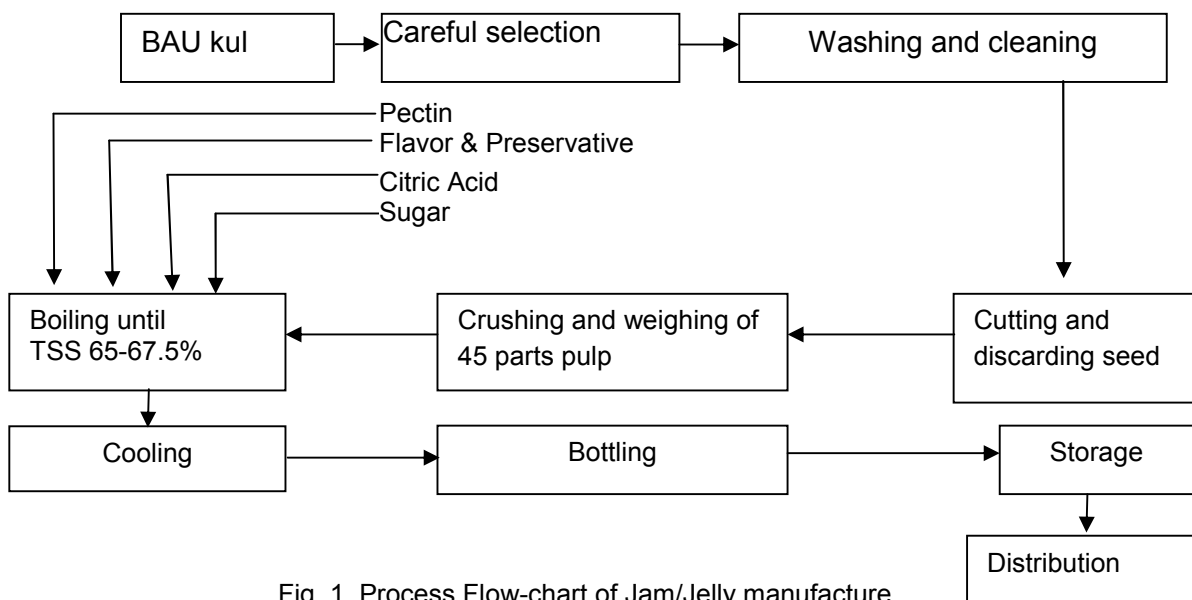 BAU kul
Careful selection
Washing and cleaning
Pectin
Flavor & Preservative
Citric Acid
Sugar
Boiling until
TSS 65-67.5%
Crushing and weighing of
45 parts pulp
Cutting and
discarding seed
Cooling
Bottling
Storage
Distribution
Fig. 1. Process Flow-chart of Jam/Jelly manufacture